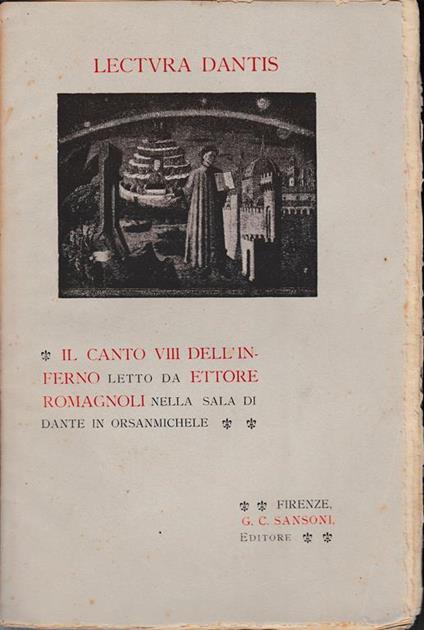 LECTVRA DANTIS
IL CANTO VIII DELL'IN-
FERNO LETTO DA ETTORE
ROMAGNOLI NELLA SALA DI
DANTE IN ORSANMICHELE
FIRENZE,
G. C. SANSONI,
EDITORE